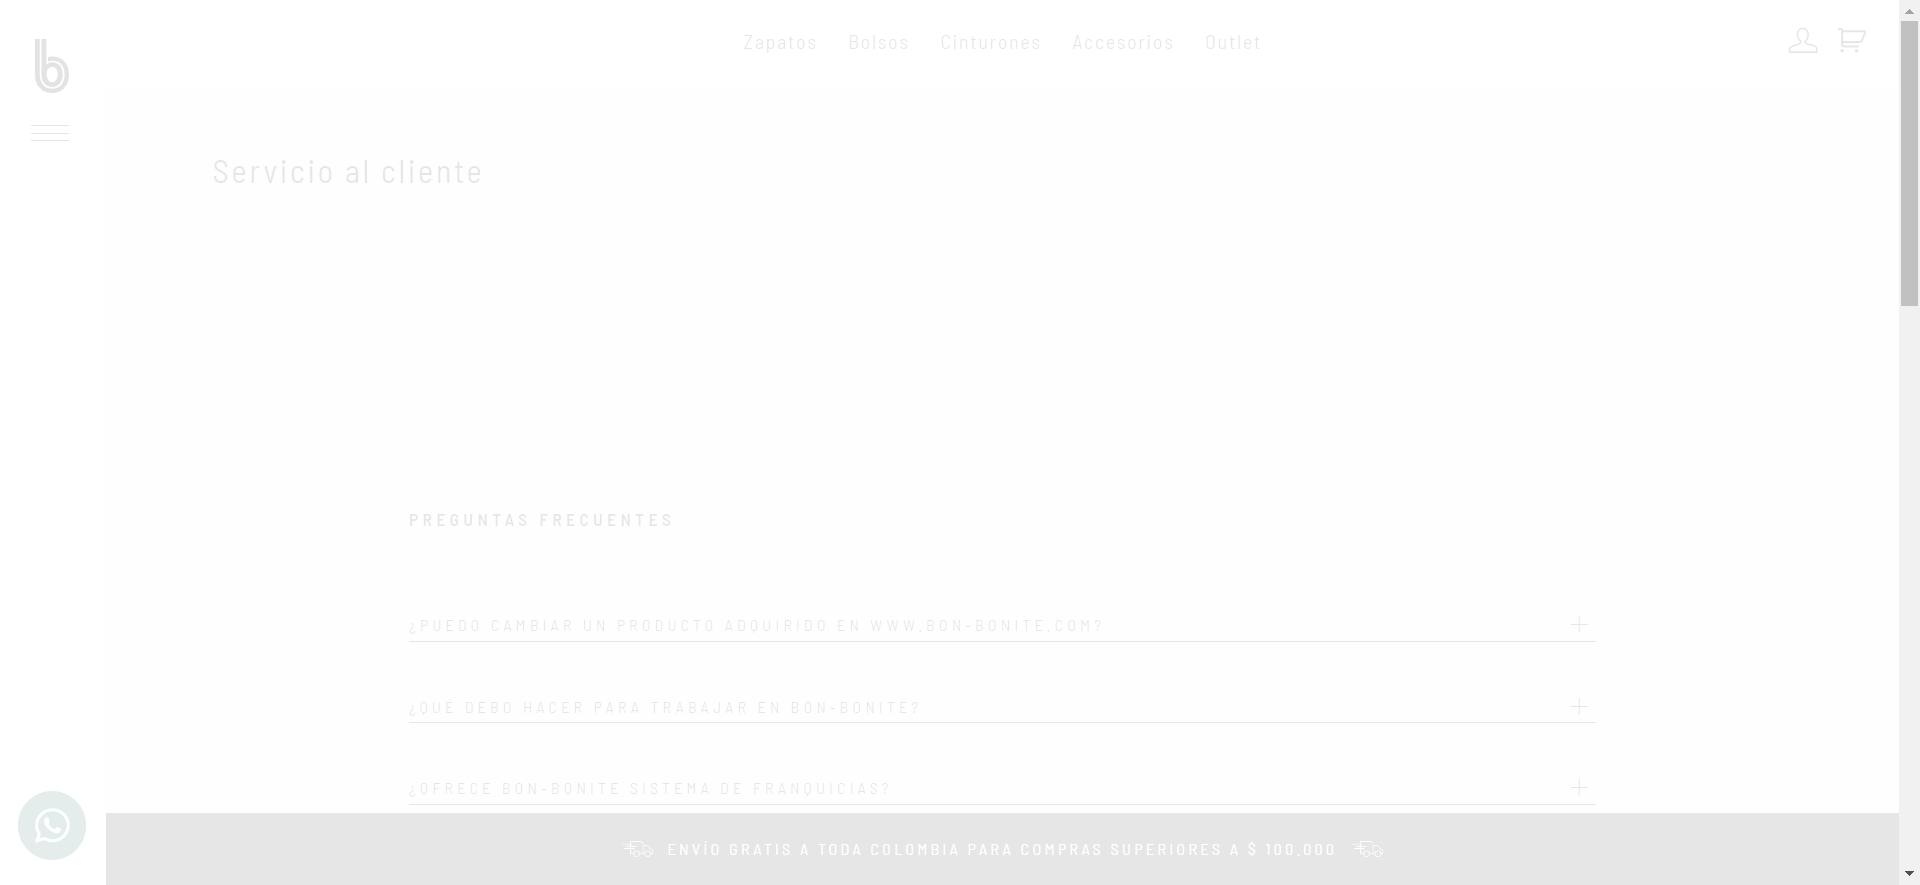 b
Zapatos Bolsos Cinturones Accesorios Outlet
Servicio al cliente
PREGUNTAS FRECUENTES
¿PUEDO CAMBIAR UN PRODUCTO ADQUIRIDO EN WWW.BON-BONITE.COM?
¿QUÉ DEBO HACER PARA TRABAJAR EN BON-BONITE?
¿OFRECE BON-BONITE SISTEMA DE FRANQUICIAS?
ENVÍO GRATIS A TODA COLOMBIA PARA COMPRAS SUPERIORES A $ 100.000